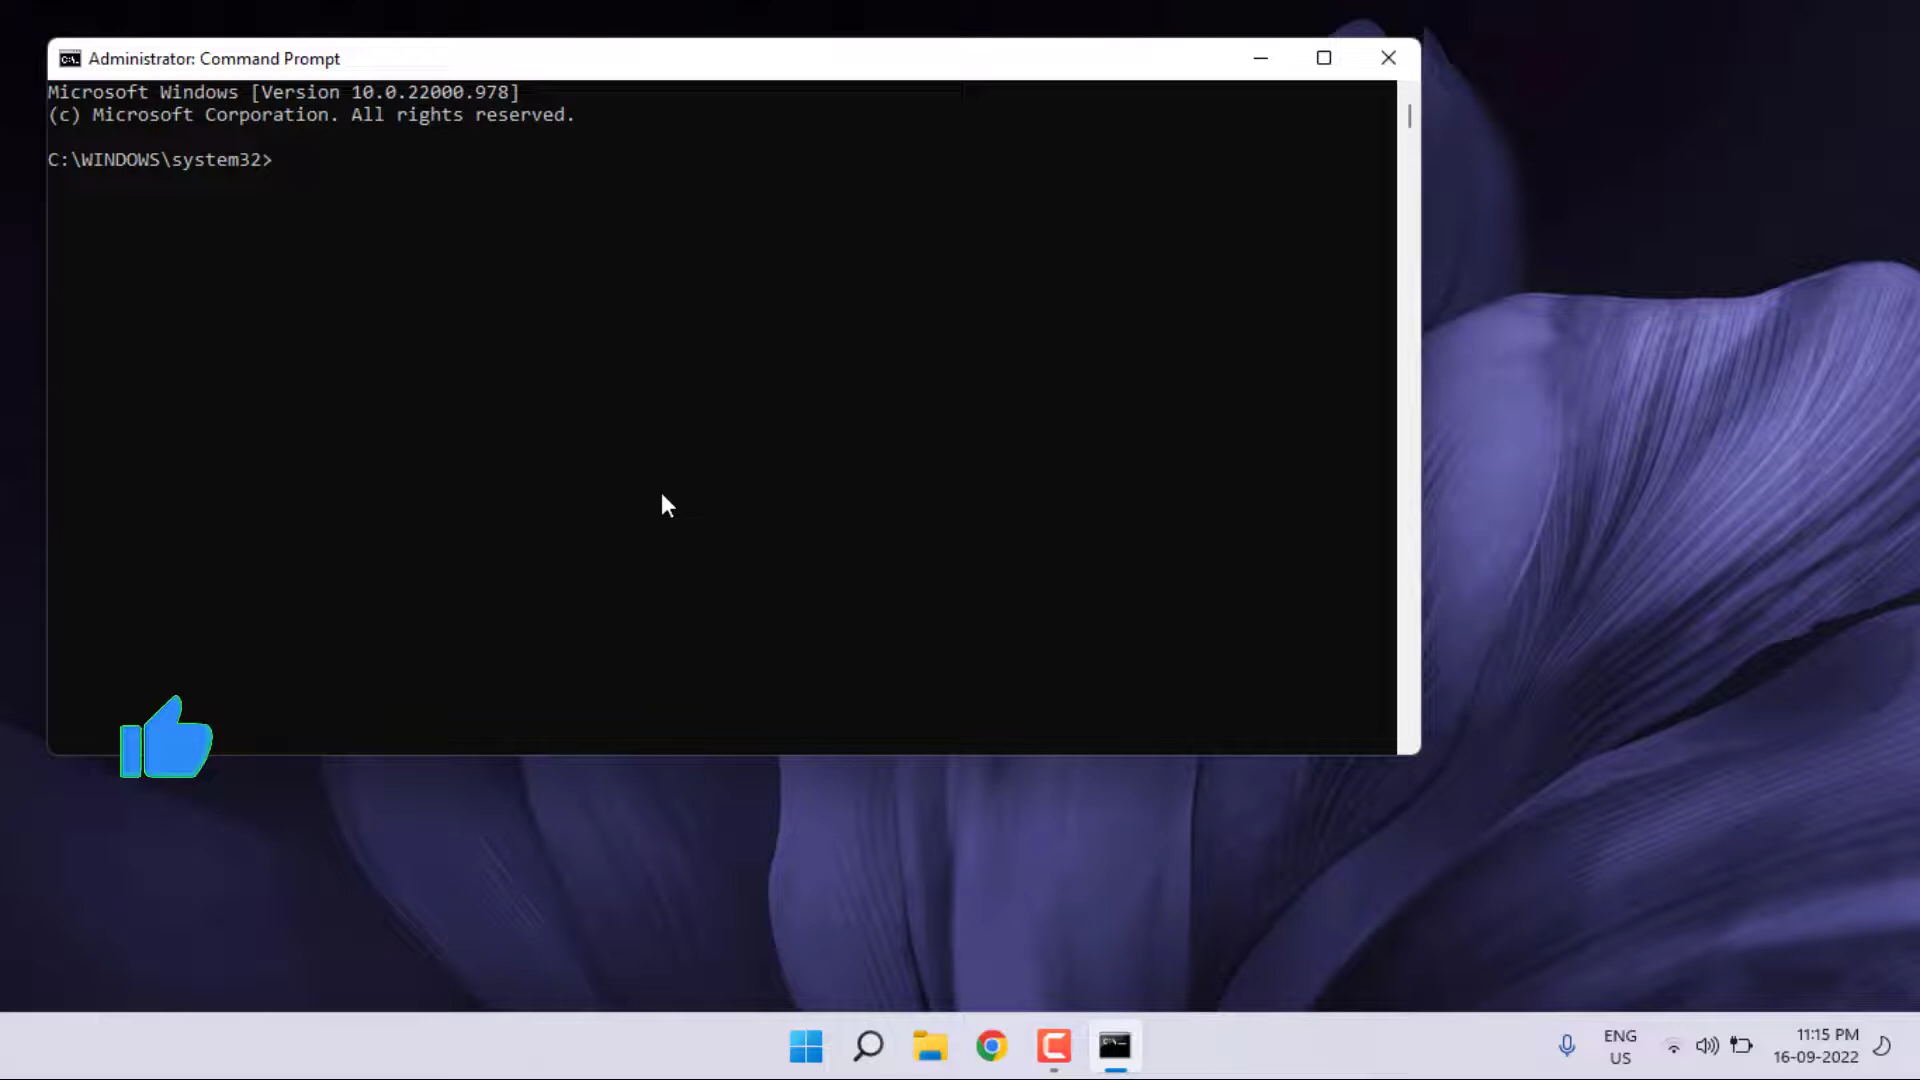 Administrator: Command Prompt
Microsoft Windows [Version 10.0.22000.978]
(c) Microsoft Corporation. All rights reserved.
C:\WINDOWS\system32>
ENG
US
11:15 PM
16-09-2022